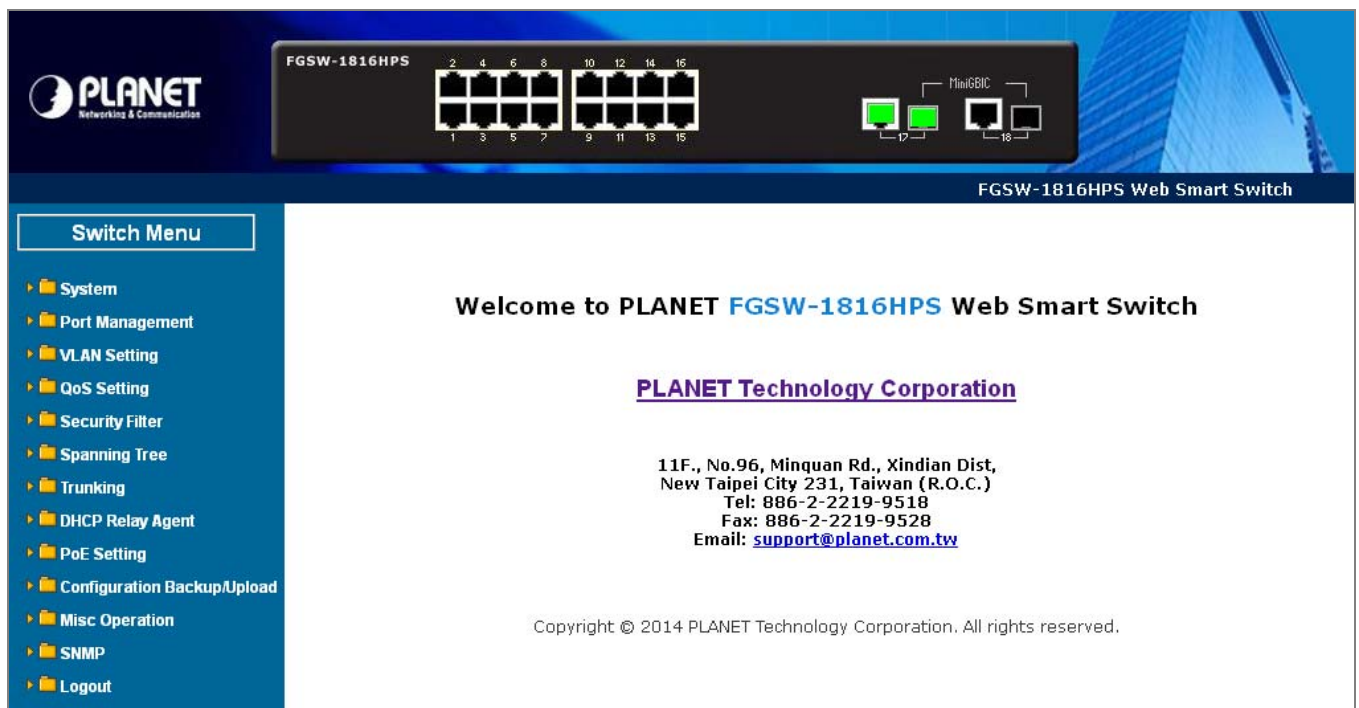 PLANET
Networking & Communication
FGSW-1816HPS
2 4 6 8 10 12 14 16
MiniGBIC
1 3 5 7 9 11 13 15
17 18
FGSW-1816HPS Web Smart Switch
Switch Menu
System
Port Management
VLAN Setting
QoS Setting
Security Filter
Spanning Tree
Trunking
DHCP Relay Agent
PoE Setting
Configuration Backup/Upload
Misc Operation
SNMP
Logout
Welcome to PLANET FGSW-1816HPS Web Smart Switch
PLANET Technology Corporation
11F., No.96, Minquan Rd., Xindian Dist,
New Taipei City 231, Taiwan (R.O.C.)
Tel: 886-2-2219-9518
Fax: 886-2-2219-9528
Email: support@planet.com.tw
Copyright © 2014 PLANET Technology Corporation. All rights reserved.